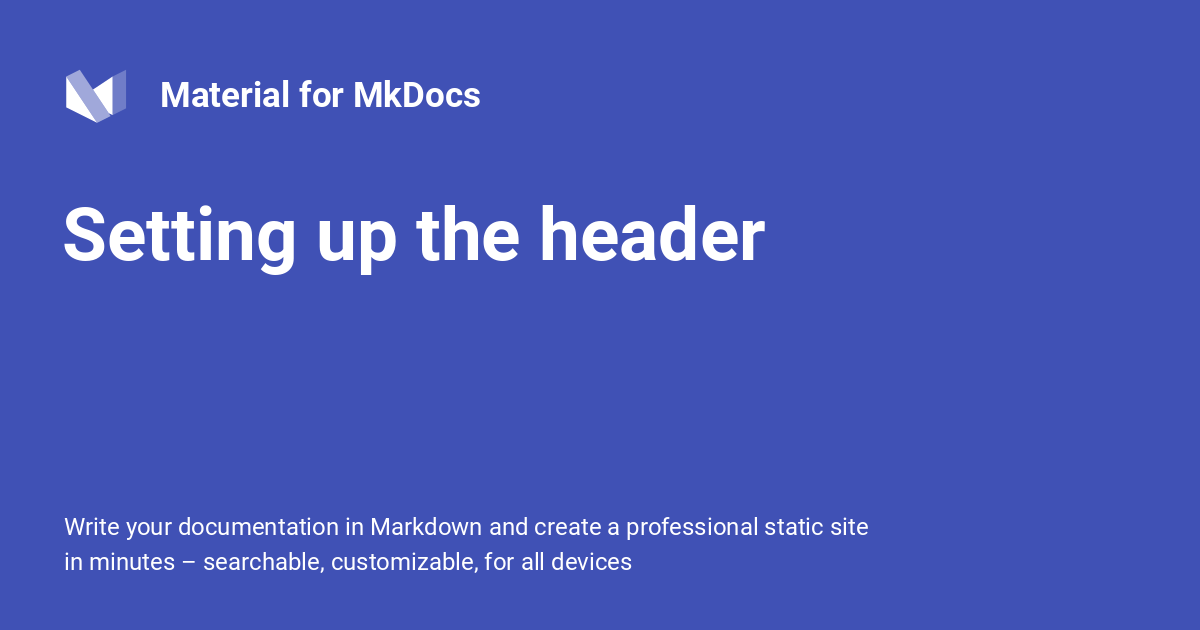 Material for MkDocs
Setting up the header
Write your documentation in Markdown and create a professional static site
in minutes – searchable, customizable, for all devices